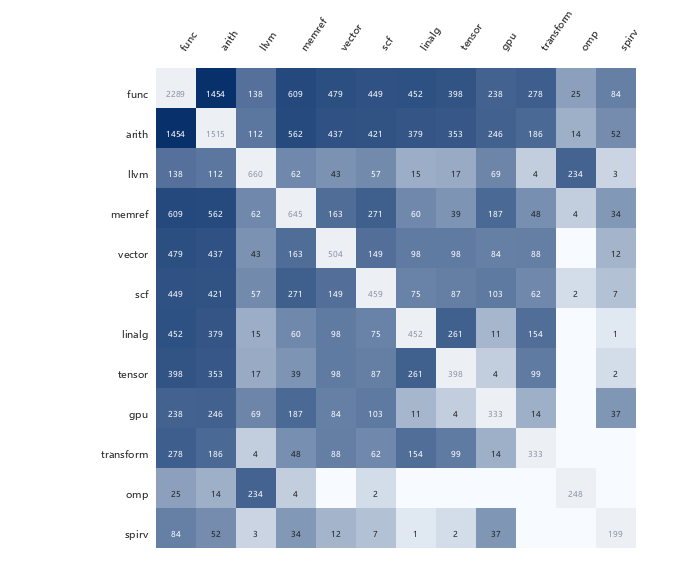 func arith llvm memref vector scf linalg tensor gpu transform omp spirv
func 2289 1454 138 609 479 449 452 398 238 278 25 84
arith 1454 1515 112 562 437 421 379 353 246 186 14 52
llvm 138 112 660 62 43 57 15 17 69 4 234 3
memref 609 562 62 645 163 271 60 39 187 48 4 34
vector 479 437 43 163 504 149 98 98 84 88 12
scf 449 421 57 271 149 459 75 87 103 62 2 7
linalg 452 379 15 60 98 75 452 261 11 154 1
tensor 398 353 17 39 98 87 261 398 4 99 2
gpu 238 246 69 187 84 103 11 4 333 14 37
transform 278 186 4 48 88 62 154 99 14 333
omp 25 14 234 4 2 248
spirv 84 52 3 34 12 7 1 2 37 199